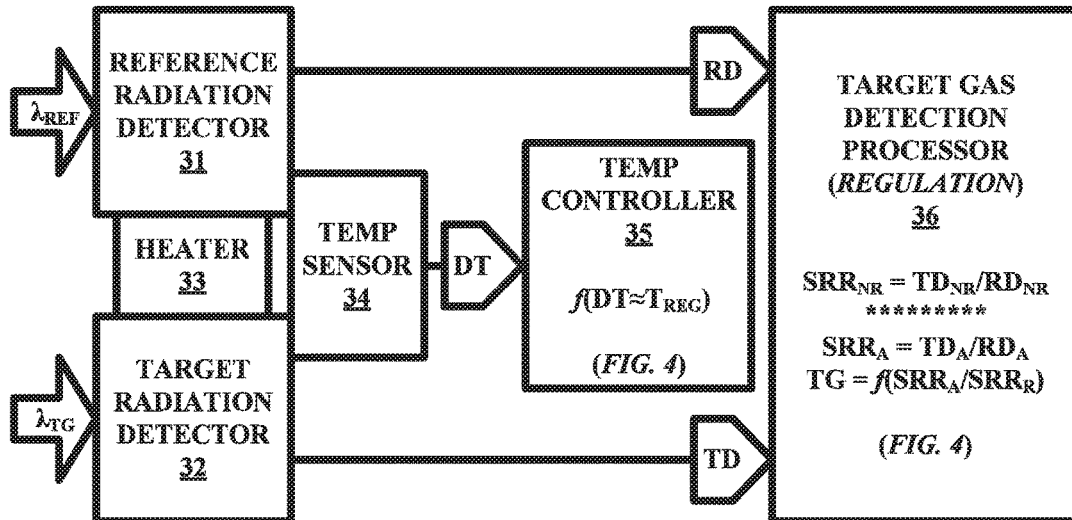 λREF
REFERENCE
RADIATION
DETECTOR
31
HEATER
33
λTG
TARGET
RADIATION
DETECTOR
32
TEMP
SENSOR
34
DT
TEMP
CONTROLLER
35
f(DT≈TREG)
(FIG. 4)
RD
TD
TARGET GAS
DETECTION
PROCESSOR
(REGULATION)
36
SRRNR = TDNR/RDNR
*********
SRRA = TDA/RDA
TG = f(SRRA/SRRR)
(FIG. 4)